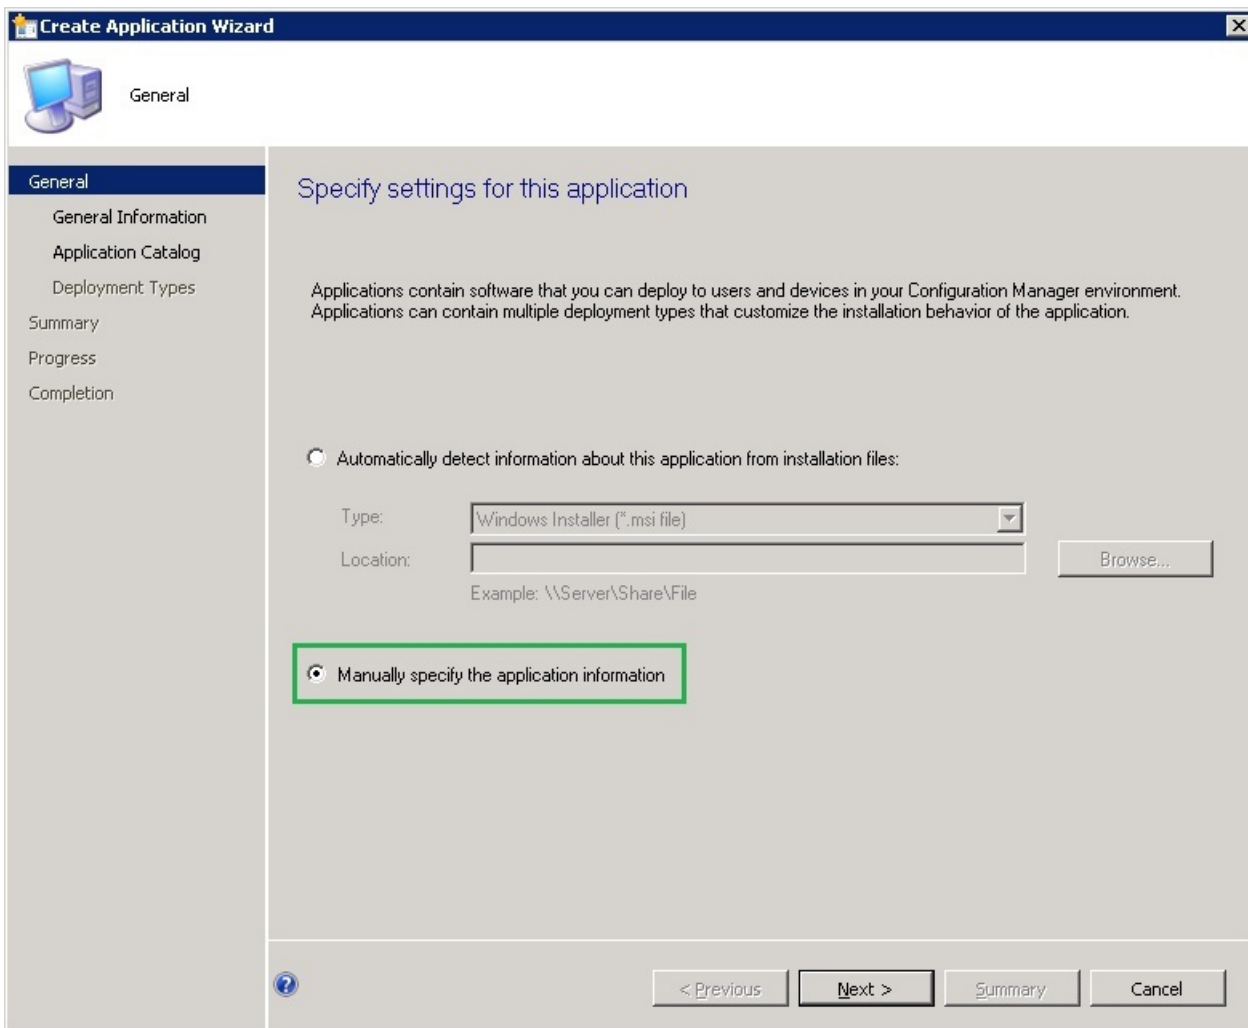 Create Application Wizard
General
General
General Information
Application Catalog
Deployment Types
Summary
Progress
Completion
Specify settings for this application
Applications contain software that you can deploy to users and devices in your Configuration Manager environment.
Applications can contain multiple deployment types that customize the installation behavior of the application.
Automatically detect information about this application from installation files:
Type:
Windows Installer (*.msi file)
Location:
Browse...
Example: \\Server\Share\File
Manually specify the application information
< Previous
Next >
Summary
Cancel